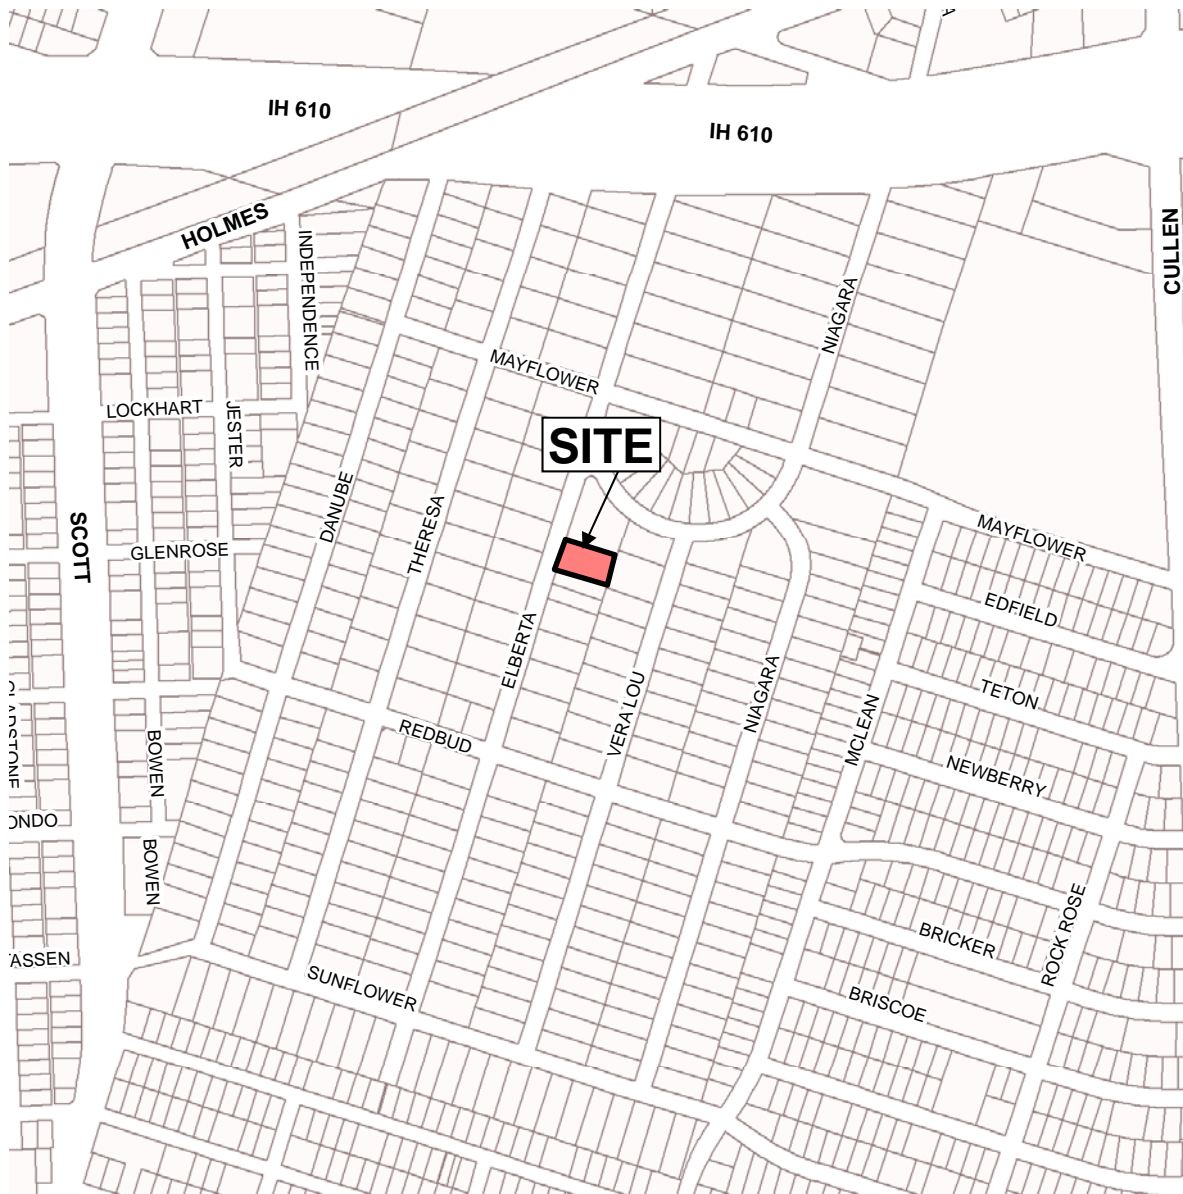 IH 610
IH 610
HOLMES
INDEPENDENCE
CULLEN
NIAGARA
MAYFLOWER
LOCKHART
JESTER
SITE
DANUBE
THERESA
SCOTT
GLENROSE
MAYFLOWER
EDFIELD
ELBERTA
VERA LOU
NIAGARA
MCLEAN
TETON
REDBUD
BOWEN
NEWBERRY
ONDO
BOWEN
ROCK ROSE
BRICKER
TASSEN
SUNFLOWER
BRISCOE